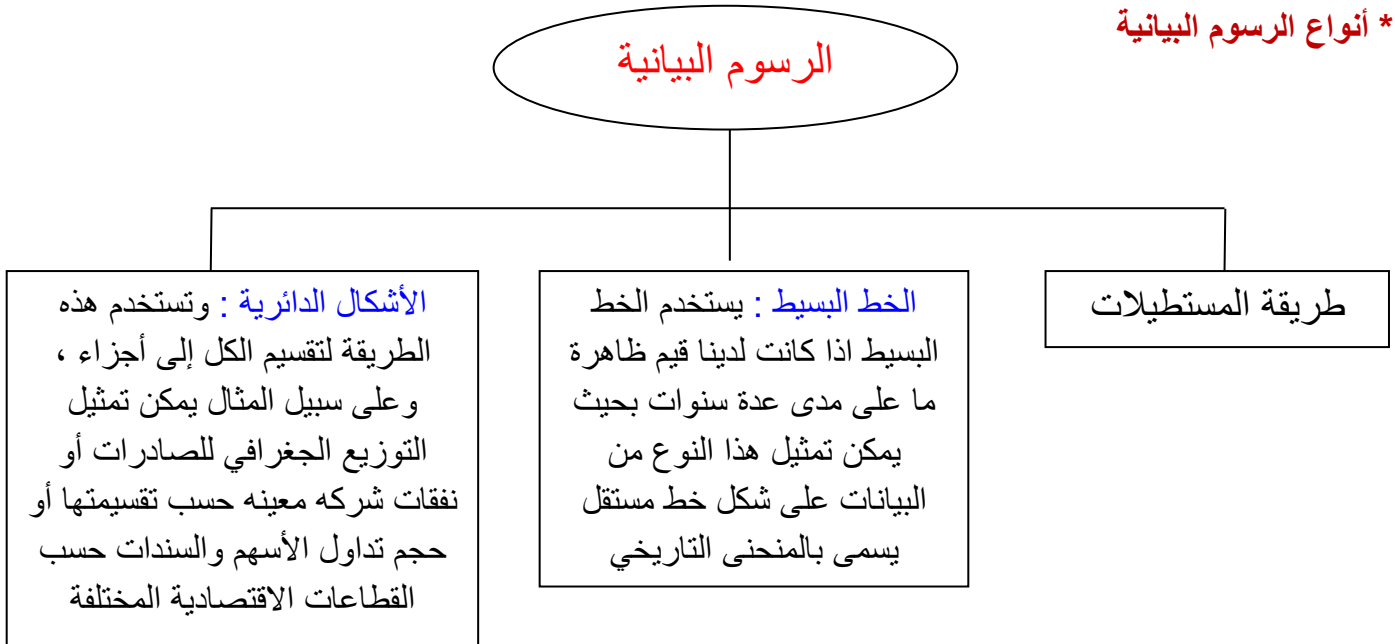 * أنواع الرسوم البيانية
الرسوم البيانية
طريقة المستطيلات
الخط البسيط : يستخدم الخط
البسيط اذا كانت لدينا قيم ظاهرة
ما على مدى عدة سنوات بحيث
يمكن تمثيل هذا النوع من
البيانات على شكل خط مستقل
يسمى بالمنحنى التاريخي
الأشكال الدائرية : وتستخدم هذه
الطريقة لتقسيم الكل إلى أجزاء ،
وعلى سبيل المثال يمكن تمثيل
التوزيع الجغرافي للصادرات أو
نفقات شركه معينه حسب تقسيمتها أو
حجم تداول الأسهم والسندات حسب
القطاعات الاقتصادية المختلفة